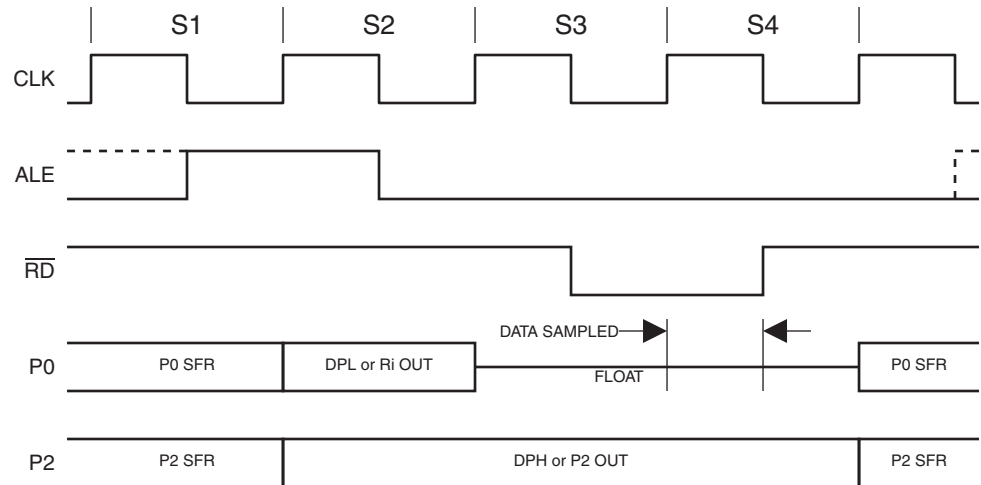 S1 S2 S3 S4
CLK
ALE
R̅D̅
DATA SAMPLED
P0 P0 SFR DPL or Ri OUT FLOAT P0 SFR
P2 P2 SFR DPH or P2 OUT P2 SFR